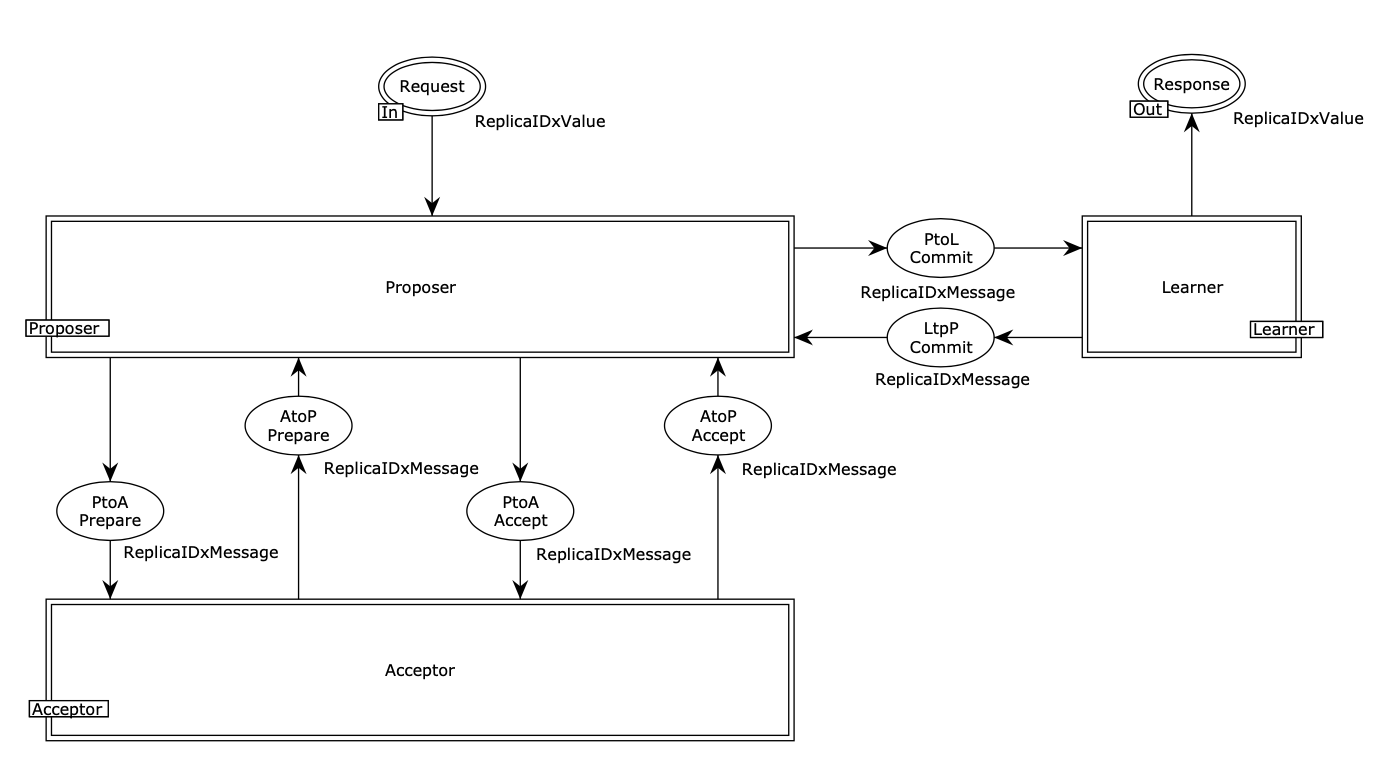 Request
In
ReplicaIDxValue
Response
Out
ReplicaIDxValue
Proposer
Proposer
PtoL
Commit
ReplicaIDxMessage
LtpP
Commit
ReplicaIDxMessage
Learner
Learner
AtoP
Prepare
ReplicaIDxMessage
AtoP
Accept
ReplicaIDxMessage
PtoA
Prepare
ReplicaIDxMessage
PtoA
Accept
ReplicaIDxMessage
Acceptor
Acceptor